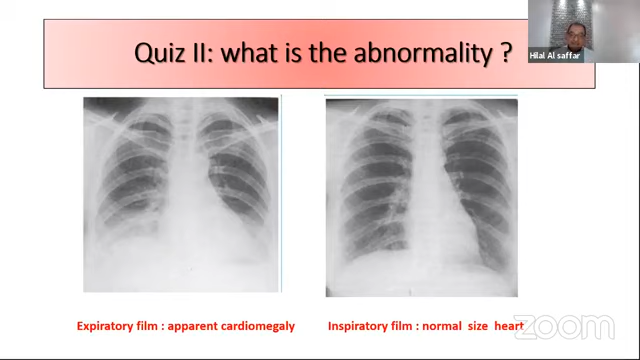 Quiz II: what is the abnormality ?
Hilal Al saffar
Expiratory film : apparent cardiomegaly
Inspiratory film : normal size heart
zoom